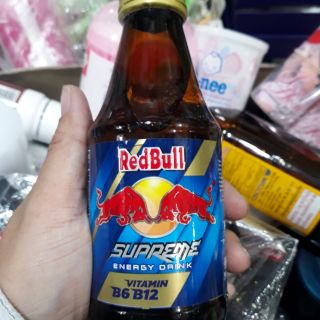 RedBull
SUPREME
ENERGY DRINK
VITAMIN
B6 B12
nee